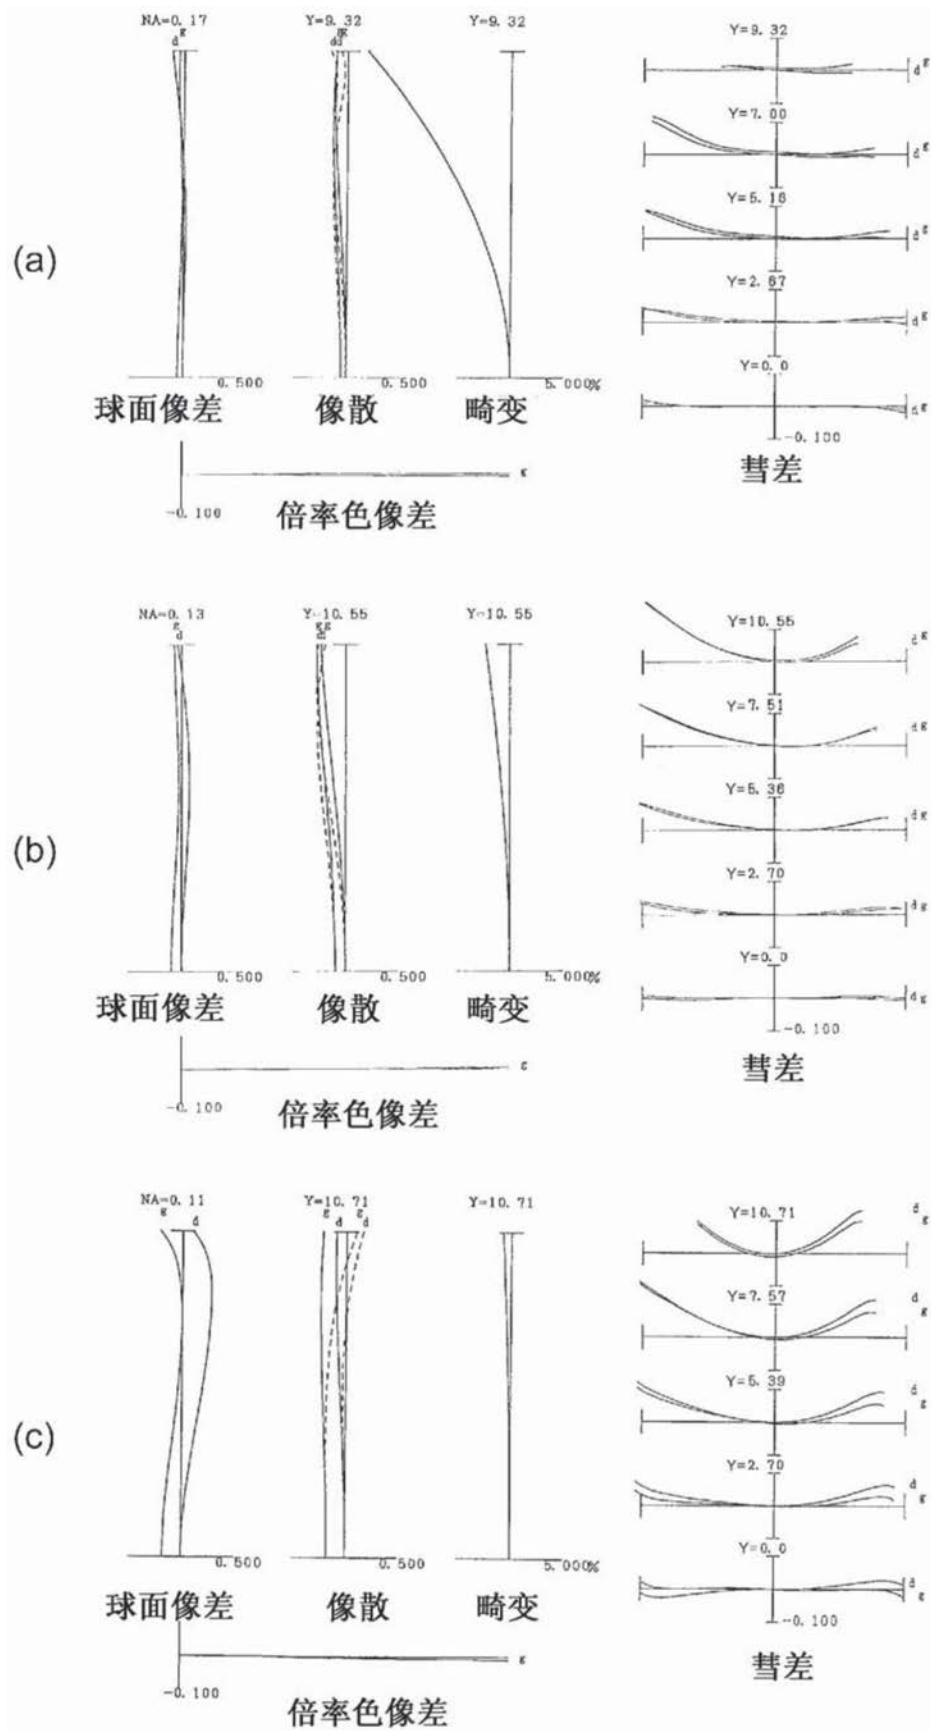 (a)
NA=0.17
d g
球面像差
0.500
Y=9.32
d d g g
像散
0.500
Y=9.32
畸变
5.000%
倍率色像差
-0.100
g
Y=9.32
d g
Y=7.00
d g
Y=5.16
d g
Y=2.67
d g
Y=0.0
d g
-0.100
彗差
(b)
NA=0.13
g d
球面像差
0.500
Y=10.55
像散
0.500
Y=10.55
畸变
5.000%
倍率色像差
-0.100
g
Y=10.55
d g
Y=7.51
d g
Y=5.36
d g
Y=2.70
d g
Y=0.0
d g
-0.100
彗差
(c)
NA=0.11
g d
球面像差
0.500
Y=10.71
g d g d
像散
0.500
Y=10.71
畸变
5.000%
倍率色像差
-0.100
g
Y=10.71
d g
Y=7.57
d g
Y=5.39
d g
Y=2.70
d g
Y=0.0
d g
-0.100
彗差